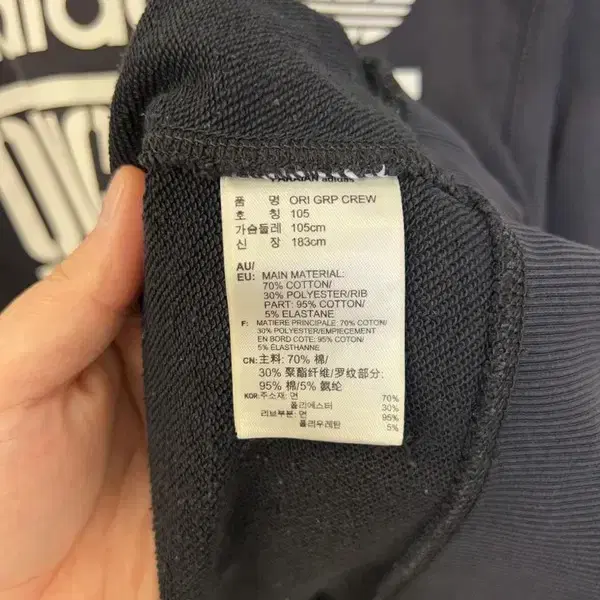 adidas
품 명 ORI GRP CREW
호 칭 105
가슴둘레 105cm
신 장 183cm
AU/
EU: MAIN MATERIAL:
70% COTTON/
30% POLYESTER/RIB
PART: 95% COTTON/
5% ELASTANE
F: MATIERE PRINCIPALE: 70% COTON/
30% POLYESTER/EMPIECEMENT
EN BORD COTE: 95% COTON/
5% ÉLASTHANNE
CN: 主料: 70% 棉/
30% 聚酯纤维/罗纹部分:
95% 棉/5% 氨纶
KOR: 주소재: 면 70%
폴리에스터 30%
리브부분: 면 95%
폴리우레탄 5%